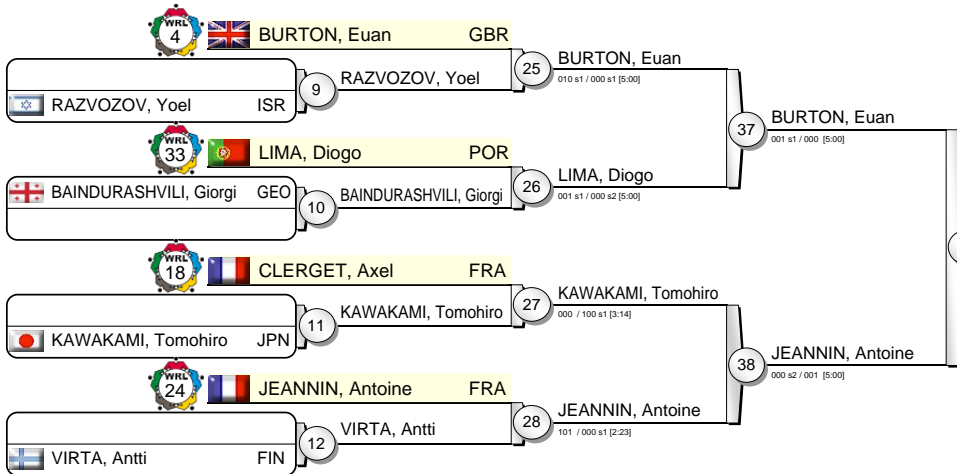 WRL
4
BURTON, Euan GBR
RAZVOZOV, Yoel ISR
9
RAZVOZOV, Yoel
25
BURTON, Euan
010 s1 / 000 s1 [5:00]
WRL
33
LIMA, Diogo POR
BAINDURASHVILI, Giorgi GEO
10
BAINDURASHVILI, Giorgi
26
LIMA, Diogo
001 s1 / 000 s2 [5:00]
37
BURTON, Euan
001 s1 / 000 [5:00]
WRL
18
CLERGET, Axel FRA
KAWAKAMI, Tomohiro JPN
11
KAWAKAMI, Tomohiro
27
KAWAKAMI, Tomohiro
000 / 100 s1 [3:14]
WRL
24
JEANNIN, Antoine FRA
VIRTA, Antti FIN
12
VIRTA, Antti
28
JEANNIN, Antoine
101 / 000 s1 [2:23]
38
JEANNIN, Antoine
000 s2 / 001 [5:00]